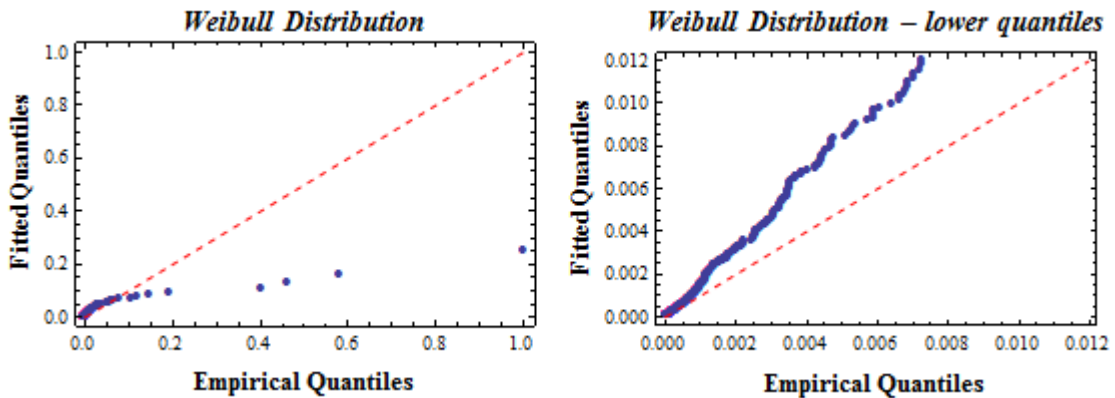 Weibull Distribution
1.0
0.8
0.6
0.4
0.2
0.0
0.0 0.2 0.4 0.6 0.8 1.0
Fitted Quantiles
Empirical Quantiles
Weibull Distribution – lower quantiles
0.012
0.010
0.008
0.006
0.004
0.002
0.000
0.000 0.002 0.004 0.006 0.008 0.010 0.012
Fitted Quantiles
Empirical Quantiles